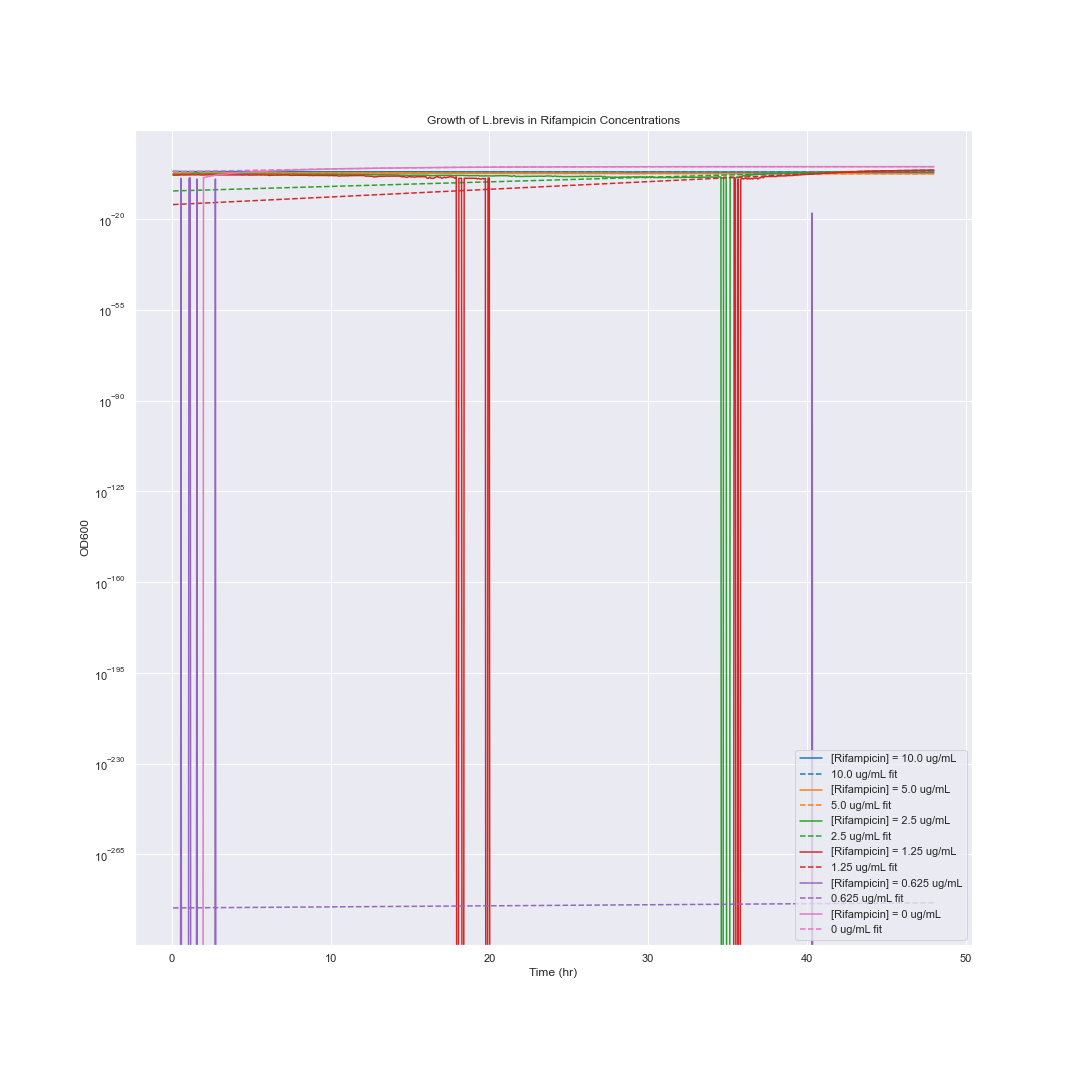 Growth of L.brevis in Rifampicin Concentrations
OD600
10^−20
10^−55
10^−90
10^−125
10^−160
10^−195
10^−230
10^−265
[Rifampicin] = 10.0 ug/mL
10.0 ug/mL fit
[Rifampicin] = 5.0 ug/mL
5.0 ug/mL fit
[Rifampicin] = 2.5 ug/mL
2.5 ug/mL fit
[Rifampicin] = 1.25 ug/mL
1.25 ug/mL fit
[Rifampicin] = 0.625 ug/mL
0.625 ug/mL fit
[Rifampicin] = 0 ug/mL
0 ug/mL fit
0 10 20 30 40 50
Time (hr)